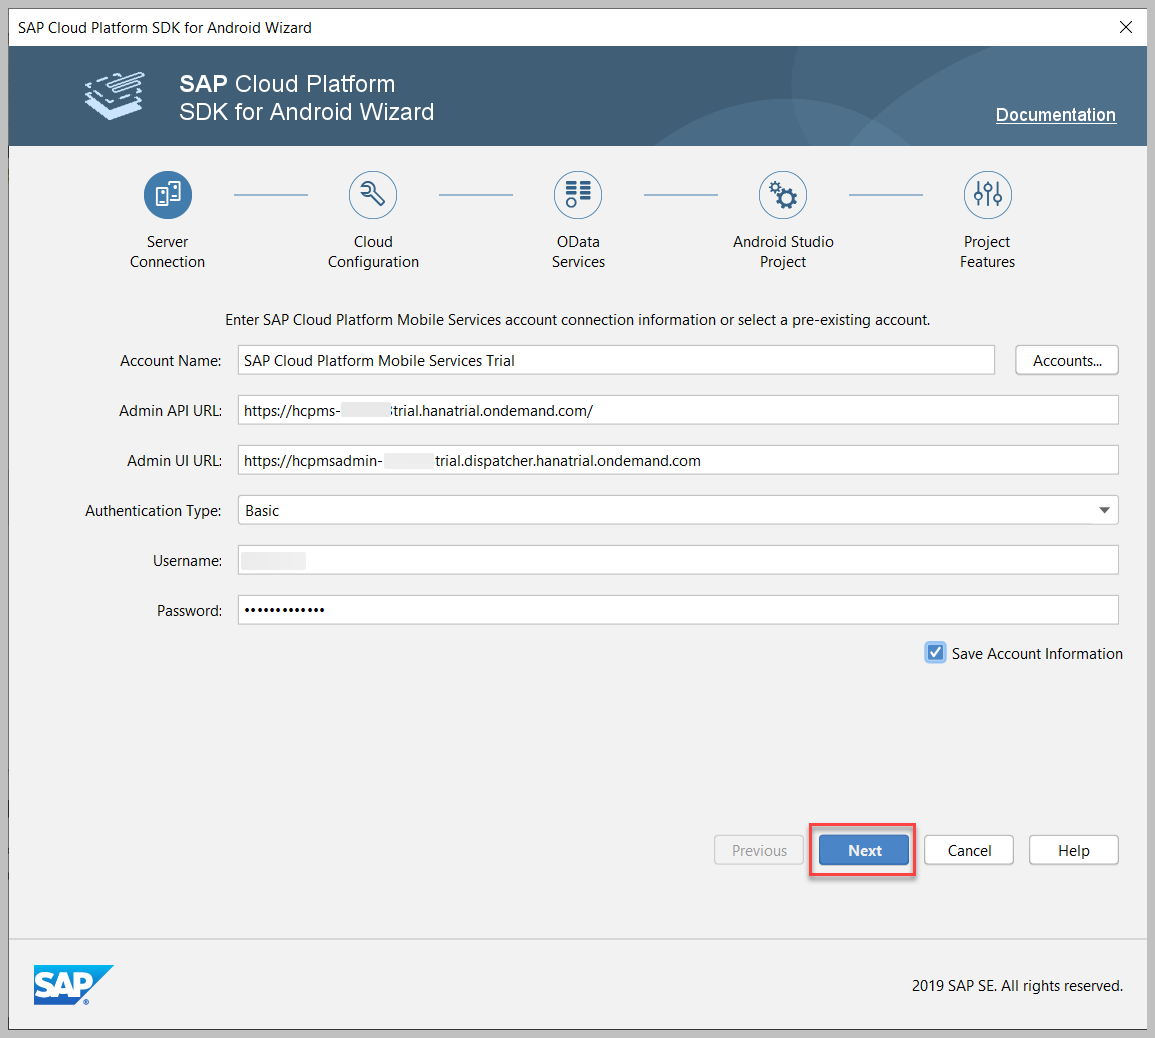 SAP Cloud Platform SDK for Android Wizard
SAP Cloud Platform
SDK for Android Wizard
Documentation
Server
Connection
Cloud
Configuration
OData
Services
Android Studio
Project
Project
Features
Enter SAP Cloud Platform Mobile Services account connection information or select a pre-existing account.
Account Name: SAP Cloud Platform Mobile Services Trial Accounts...
Admin API URL: https://hcpms- trial.hanatrial.ondemand.com/
Admin UI URL: https://hcpmsadmin- trial.dispatcher.hanatrial.ondemand.com
Authentication Type: Basic
Username:
Password: •••••••••••••
Save Account Information
Previous Next Cancel Help
SAP®
2019 SAP SE. All rights reserved.